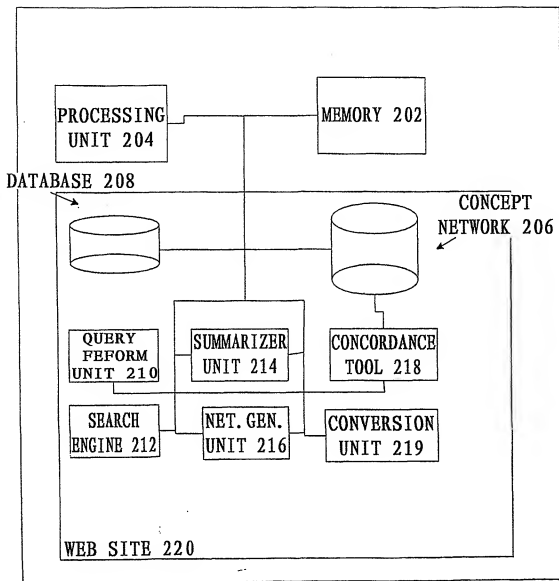 PROCESSING
UNIT 204
MEMORY 202
DATABASE 208
CONCEPT
NETWORK 206
QUERY
FEFORM
UNIT 210
SUMMARIZER
UNIT 214
CONCORDANCE
TOOL 218
SEARCH
ENGINE 212
NET. GEN.
UNIT 216
CONVERSION
UNIT 219
WEB SITE 220